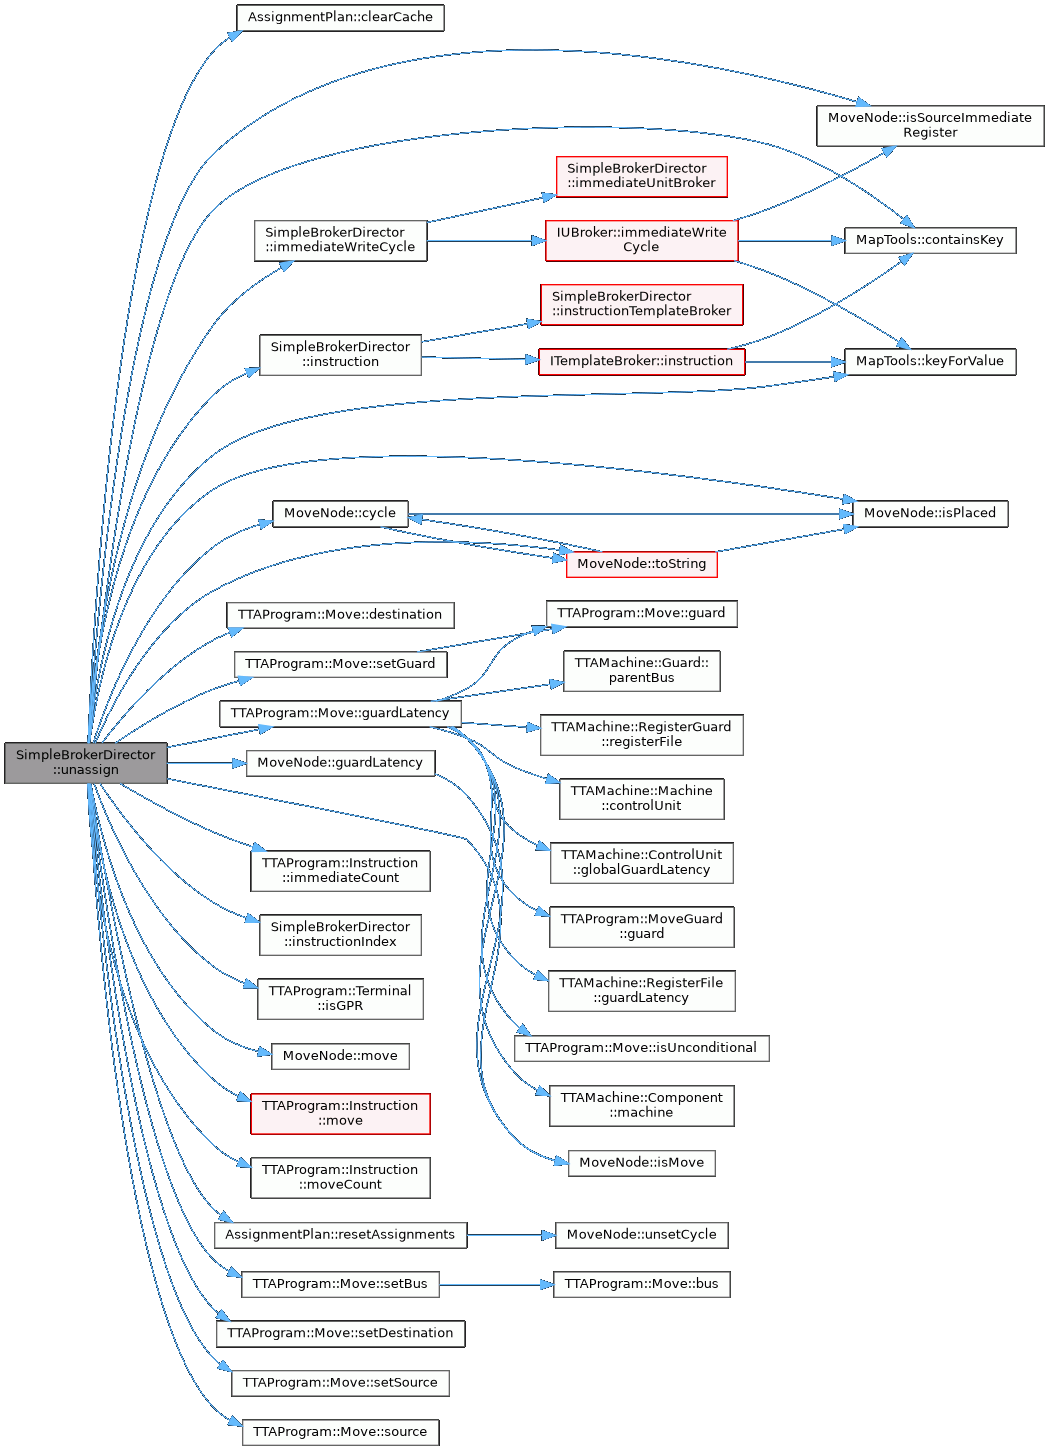 AssignmentPlan::clearCache
MoveNode::isSourceImmediate
Register
SimpleBrokerDirector
::immediateUnitBroker
SimpleBrokerDirector
::immediateWriteCycle
IUBroker::immediateWrite
Cycle
MapTools::containsKey
SimpleBrokerDirector
::instructionTemplateBroker
SimpleBrokerDirector
::instruction
ITemplateBroker::instruction
MapTools::keyForValue
MoveNode::cycle
MoveNode::isPlaced
MoveNode::toString
TTAProgram::Move::destination
TTAProgram::Move::guard
TTAProgram::Move::setGuard
TTAMachine::Guard::
parentBus
TTAProgram::Move::guardLatency
TTAMachine::RegisterGuard
::registerFile
SimpleBrokerDirector
::unassign
MoveNode::guardLatency
TTAMachine::Machine
::controlUnit
TTAProgram::Instruction
::immediateCount
TTAMachine::ControlUnit
::globalGuardLatency
SimpleBrokerDirector
::instructionIndex
TTAProgram::MoveGuard
::guard
TTAProgram::Terminal
::isGPR
TTAMachine::RegisterFile
::guardLatency
MoveNode::move
TTAProgram::Move::isUnconditional
TTAProgram::Instruction
::move
TTAMachine::Component
::machine
TTAProgram::Instruction
::moveCount
MoveNode::isMove
AssignmentPlan::resetAssignments
MoveNode::unsetCycle
TTAProgram::Move::setBus
TTAProgram::Move::bus
TTAProgram::Move::setDestination
TTAProgram::Move::setSource
TTAProgram::Move::source